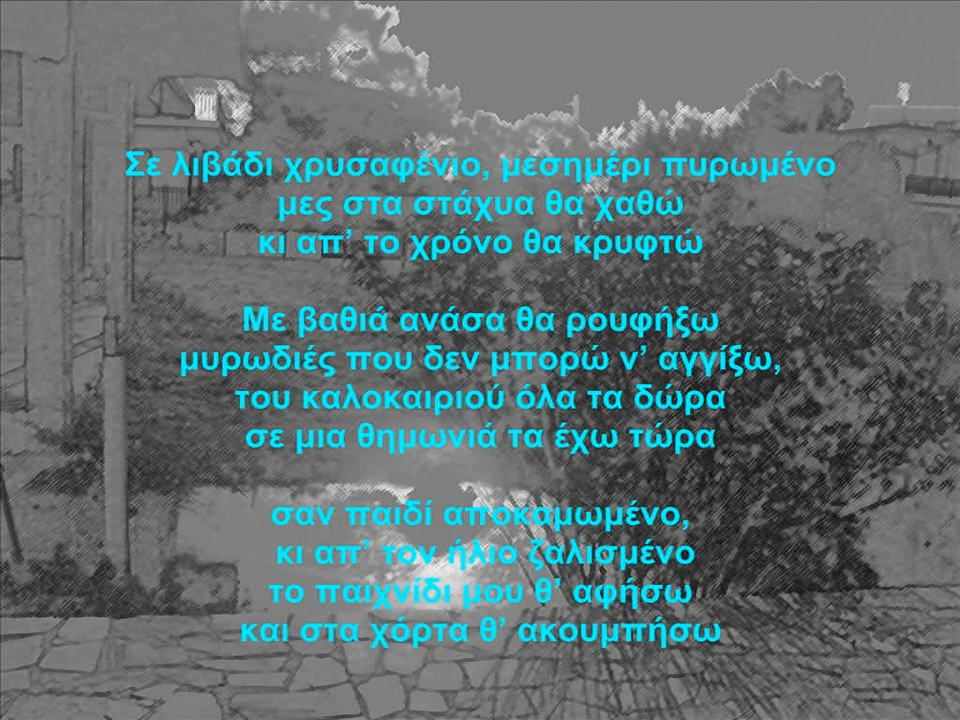 Σε λιβάδι χρυσαφένιο, μεσημέρι πυρωμένο
μες στα στάχυα θα χαθώ
κι απ’ το χρόνο θα κρυφτώ
Με βαθιά ανάσα θα ρουφήξω
μυρωδιές που δεν μπορώ ν’ αγγίξω,
του καλοκαιριού όλα τα δώρα
σε μια θημωνιά τα έχω τώρα
σαν παιδί αποκαμωμένο,
κι απ’ τον ήλιο ζαλισμένο
το παιχνίδι μου θ’ αφήσω
και στα χόρτα θ’ ακουμπήσω